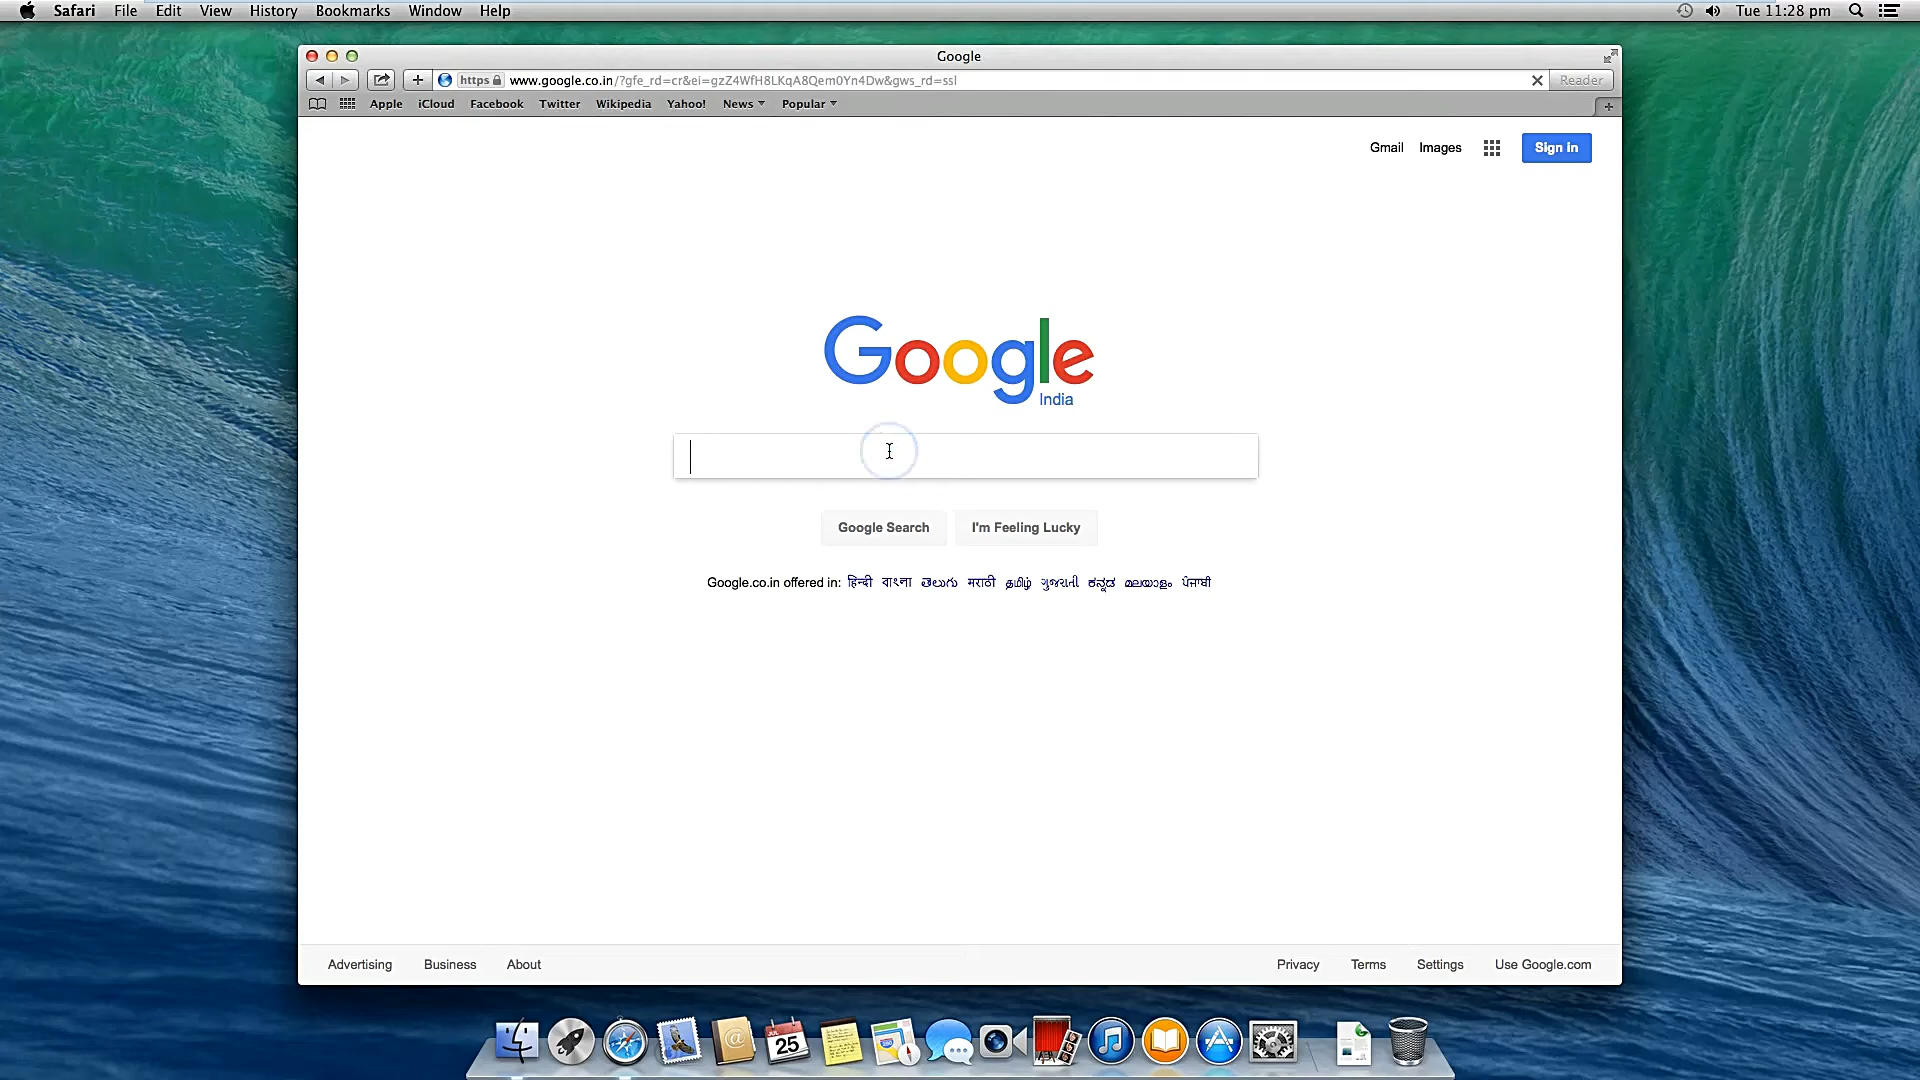 Safari File Edit View History Bookmarks Window Help Tue 11:28 pm
Google
https www.google.co.in/?gfe_rd=cr&ei=gzZ4WfH8LKqA8Qem0Yn4Dw&gws_rd=ssl Reader
Apple iCloud Facebook Twitter Wikipedia Yahoo! News Popular
Gmail Images Sign in
Google
India
Google Search I'm Feeling Lucky
Google.co.in offered in: हिन्दी বাংলা తెలుగు मराठी தமிழ் ગુજરાતી ಕನ್ನಡ മലയാളം ਪੰਜਾਬੀ
Advertising Business About Privacy Terms Settings Use Google.com
JUL
25